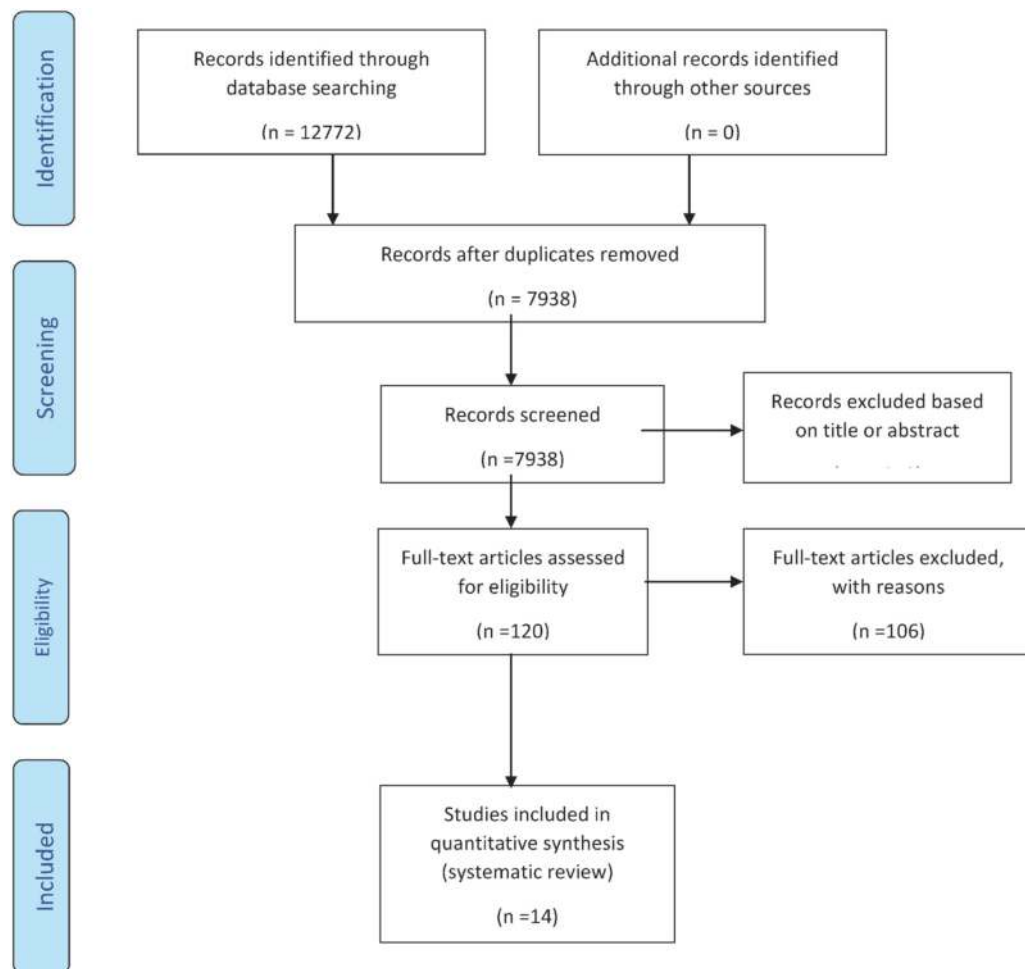 Identification
Records identified through
database searching
(n = 12772)
Additional records identified
through other sources
(n = 0)
Records after duplicates removed
(n = 7938)
Screening
Records screened
(n =7938)
Records excluded based
on title or abstract
Eligibility
Full-text articles assessed
for eligibility
(n =120)
Full-text articles excluded,
with reasons
(n =106)
Included
Studies included in
quantitative synthesis
(systematic review)
(n =14)